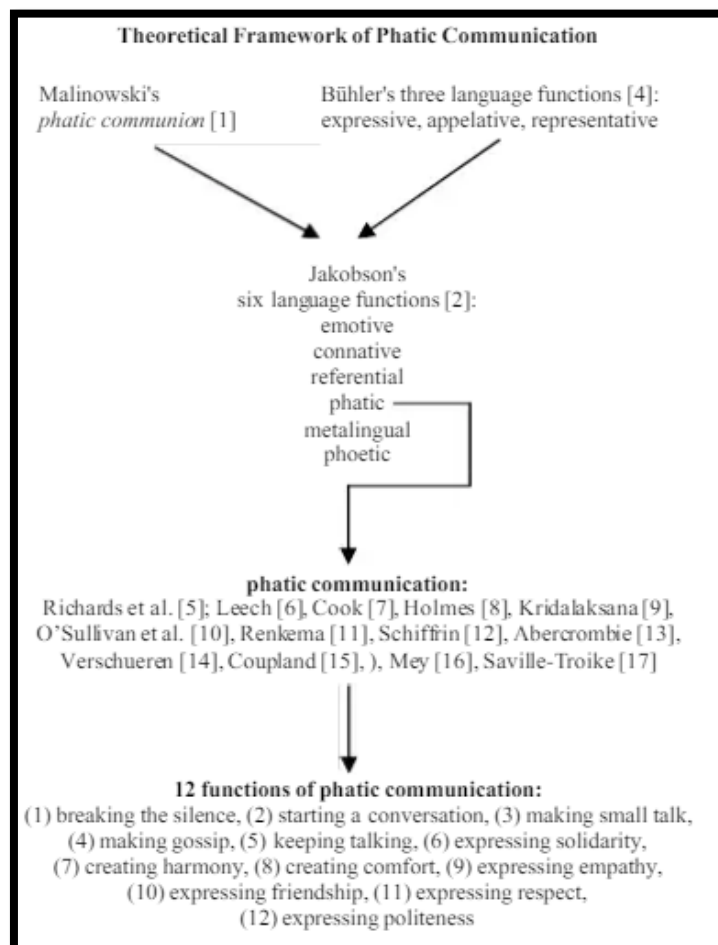 Theoretical Framework of Phatic Communication
Malinowski's
phatic communion [1]
Bühler's three language functions [4]:
expressive, appelative, representative
Jakobson's
six language functions [2]:
emotive
connative
referential
phatic
metalingual
phoetic
phatic communication:
Richards et al. [5]; Leech [6], Cook [7], Holmes [8], Kridalaksana [9],
O'Sullivan et al. [10], Renkema [11], Schiffrin [12], Abercrombie [13],
Verschueren [14], Coupland [15], ), Mey [16], Saville-Troike [17]
12 functions of phatic communication:
(1) breaking the silence, (2) starting a conversation, (3) making small talk,
(4) making gossip, (5) keeping talking, (6) expressing solidarity,
(7) creating harmony, (8) creating comfort, (9) expressing empathy,
(10) expressing friendship, (11) expressing respect,
(12) expressing politeness